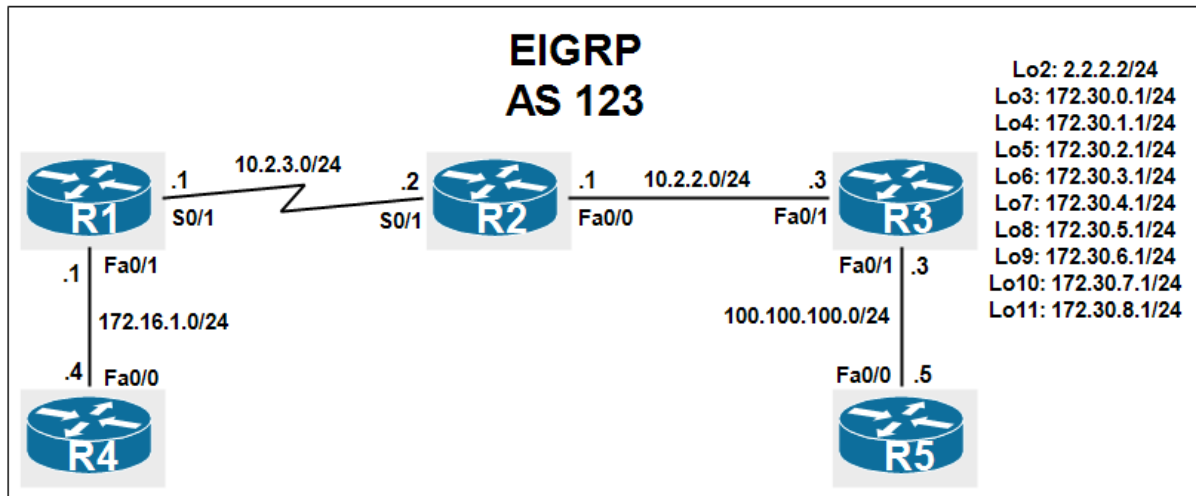 EIGRP
AS 123
Lo2: 2.2.2.2/24
Lo3: 172.30.0.1/24
Lo4: 172.30.1.1/24
Lo5: 172.30.2.1/24
Lo6: 172.30.3.1/24
Lo7: 172.30.4.1/24
Lo8: 172.30.5.1/24
Lo9: 172.30.6.1/24
Lo10: 172.30.7.1/24
Lo11: 172.30.8.1/24
10.2.3.0/24
.1
S0/1
.2
S0/1
.1
Fa0/0
10.2.2.0/24
.3
Fa0/1
R1
R2
R3
.1
Fa0/1
Fa0/1
.3
172.16.1.0/24
100.100.100.0/24
.4
Fa0/0
Fa0/0
.5
R4
R5